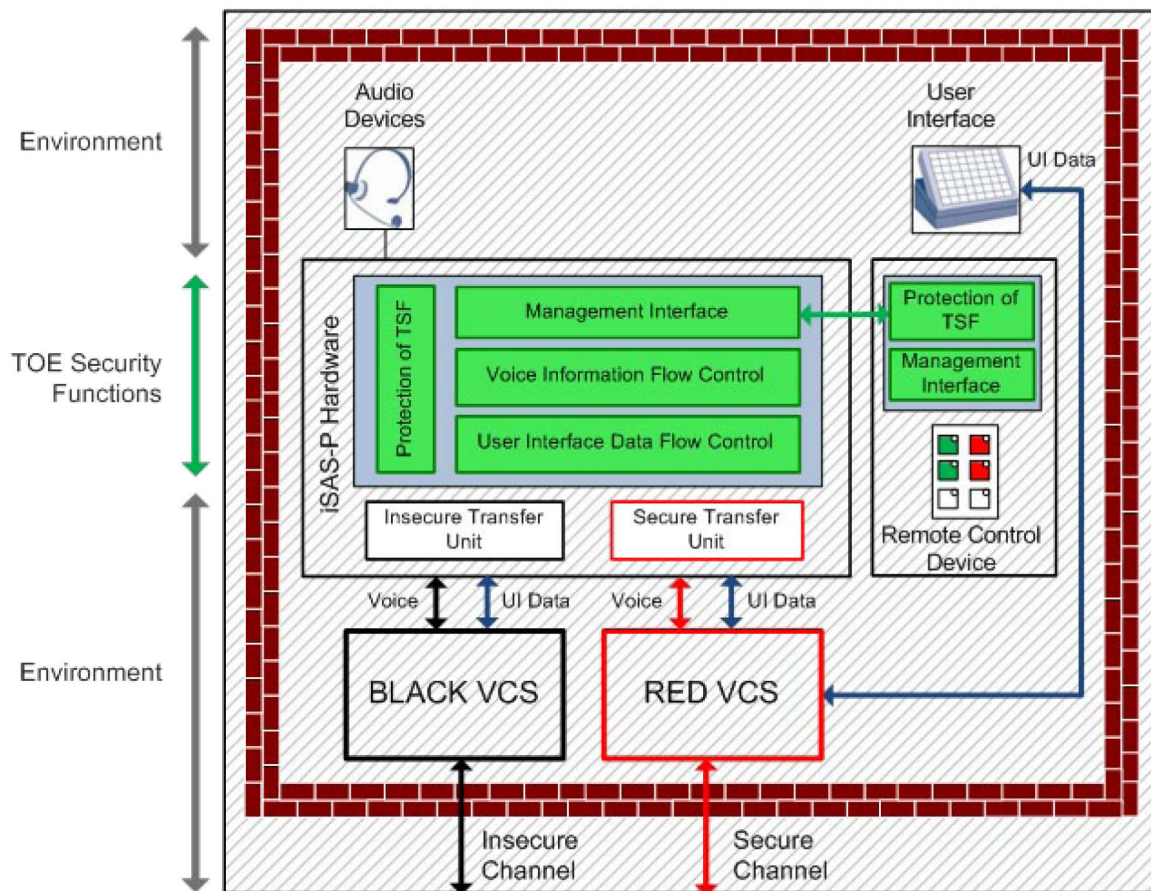 Environment
TOE Security
Functions
Environment
Audio
Devices
User
Interface
UI Data
iSAS-P Hardware
Protection of TSF
Management Interface
Voice Information Flow Control
User Interface Data Flow Control
Protection of
TSF
Management
Interface
Remote Control
Device
Insecure Transfer
Unit
Secure Transfer
Unit
Voice
UI Data
Voice
UI Data
BLACK VCS
RED VCS
Insecure
Channel
Secure
Channel